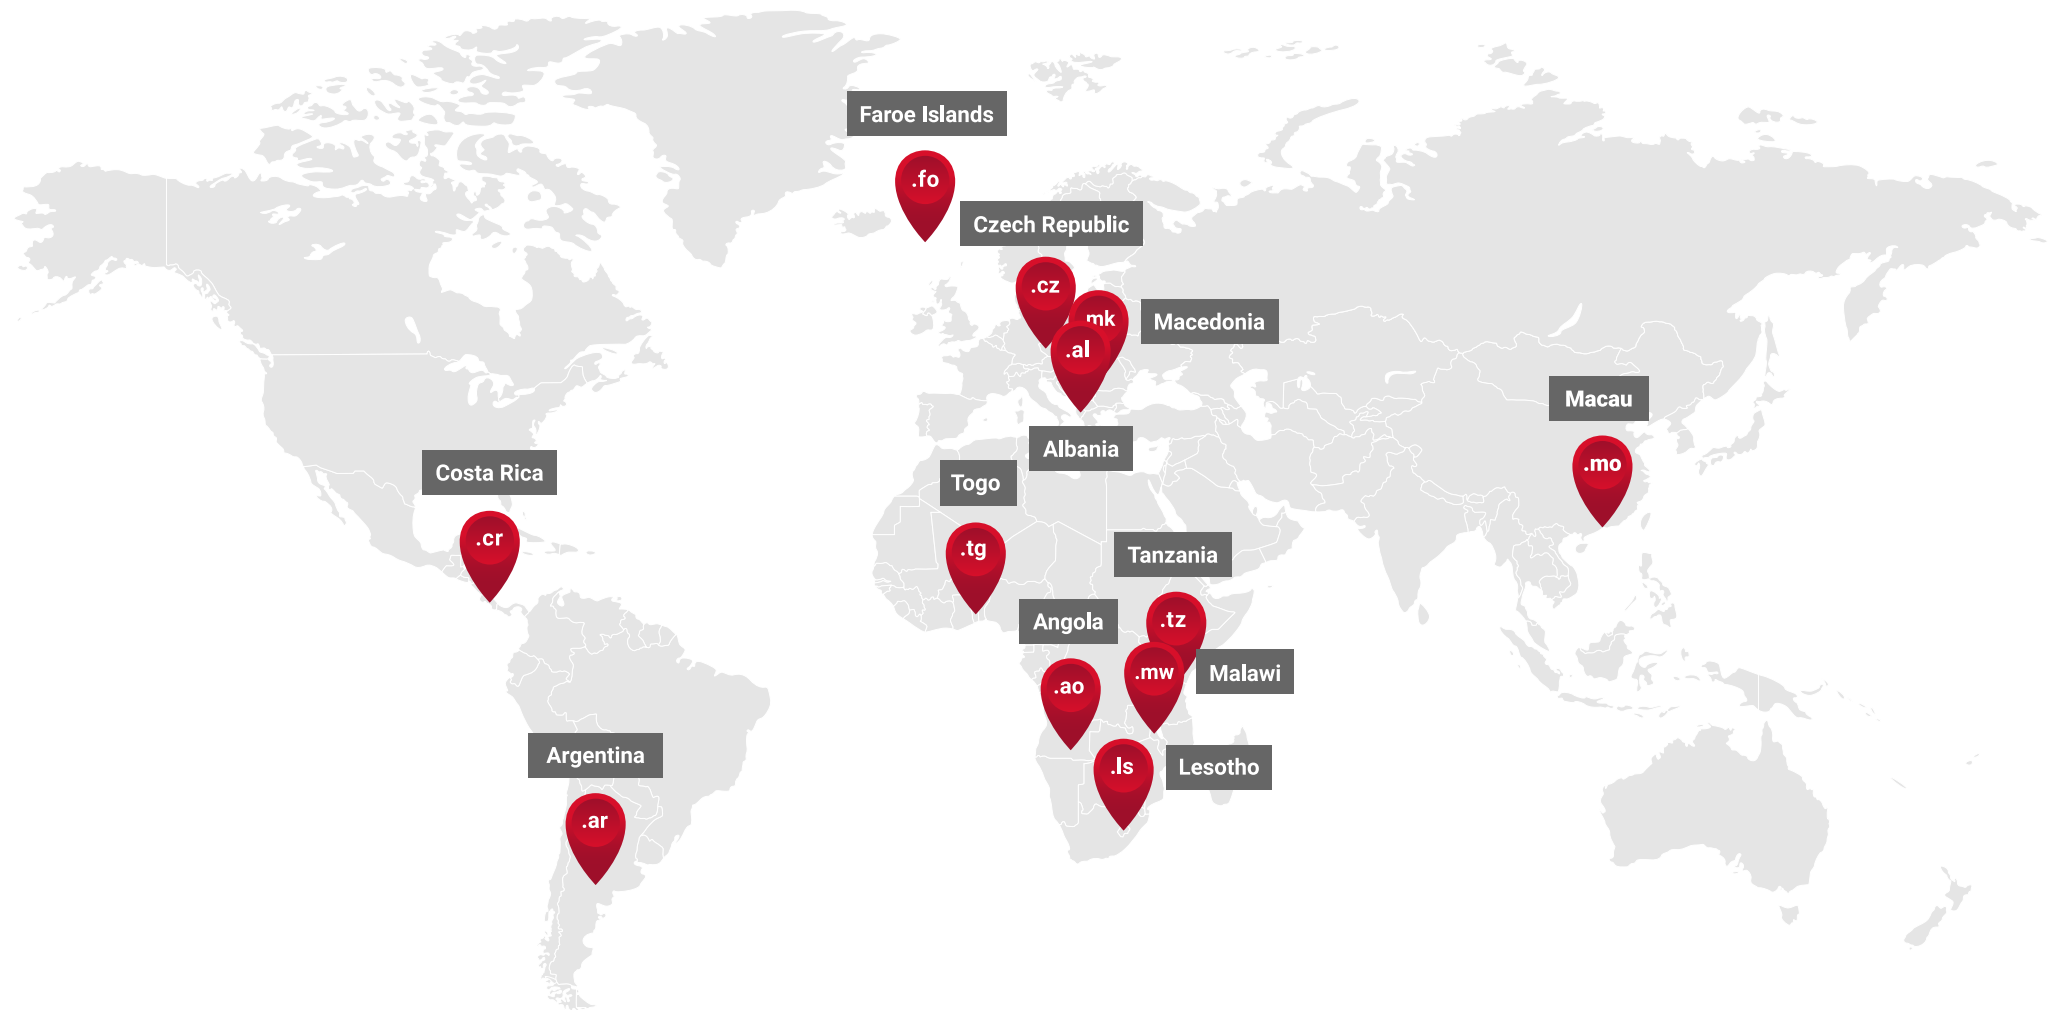 Faroe Islands
.fo
Czech Republic
.cz
mk
Macedonia
.al
Albania
Macau
.mo
Costa Rica
.cr
Togo
.tg
Tanzania
.tz
Angola
.ao
.mw
Malawi
.ls
Lesotho
Argentina
.ar